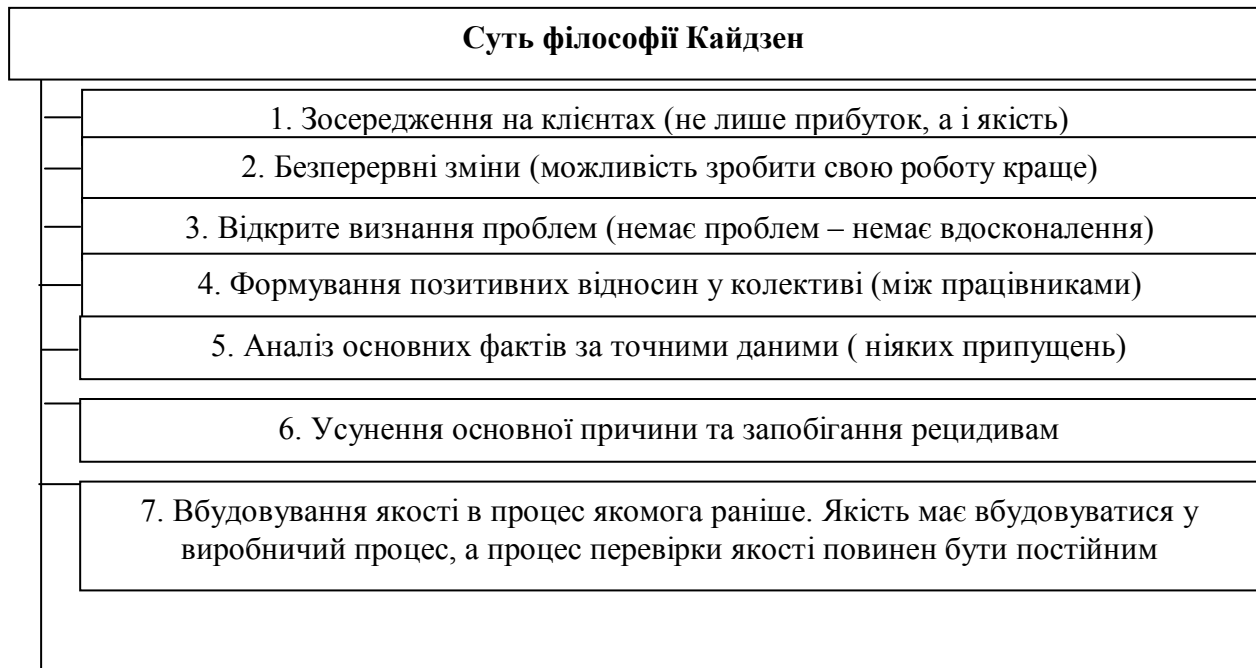 Суть філософії Кайдзен
1. Зосередження на клієнтах (не лише прибуток, а і якість)
2. Безперервні зміни (можливість зробити свою роботу краще)
3. Відкрите визнання проблем (немає проблем – немає вдосконалення)
4. Формування позитивних відносин у колективі (між працівниками)
5. Аналіз основних фактів за точними даними ( ніяких припущень)
6. Усунення основної причини та запобігання рецидивам
7. Вбудовування якості в процес якомога раніше. Якість має вбудовуватися у
виробничий процес, а процес перевірки якості повинен бути постійним